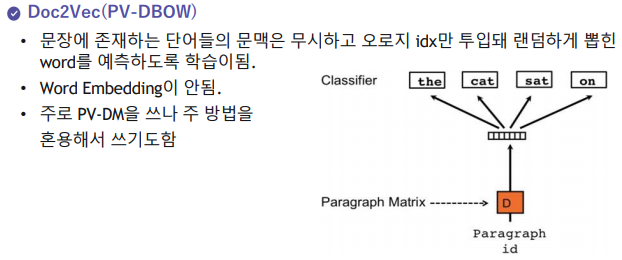 Doc2Vec(PV-DBOW)
• 문장에 존재하는 단어들의 문맥은 무시하고 오로지 idx만 투입돼 랜덤하게 뽑힌
word를 예측하도록 학습이됨.
• Word Embedding이 안됨.
• 주로 PV-DM을 쓰나 주 방법을
혼용해서 쓰기도함
Classifier
the cat sat on
Paragraph Matrix
D
Paragraph
id